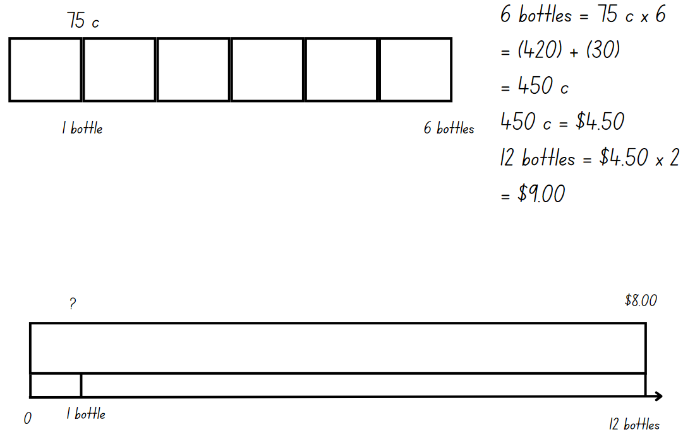 75 c
1 bottle
6 bottles
6 bottles = 75 c x 6
= (420) + (30)
= 450 c
450 c = $4.50
12 bottles = $4.50 x 2
= $9.00
?
$8.00
0
1 bottle
12 bottles